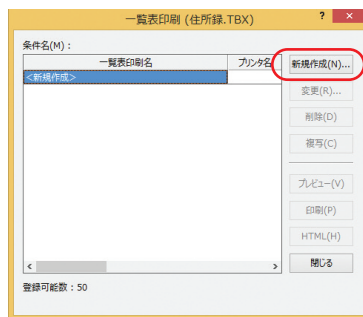 一覧表印刷 (住所録.TBX)
? ×
条件名(M)：
一覧表印刷名 プリンタ名
<新規作成>
新規作成(N)...
変更(R)...
削除(D)
複写(C)
プレビュー(V)
印刷(P)
HTML(H)
閉じる
登録可能数：50